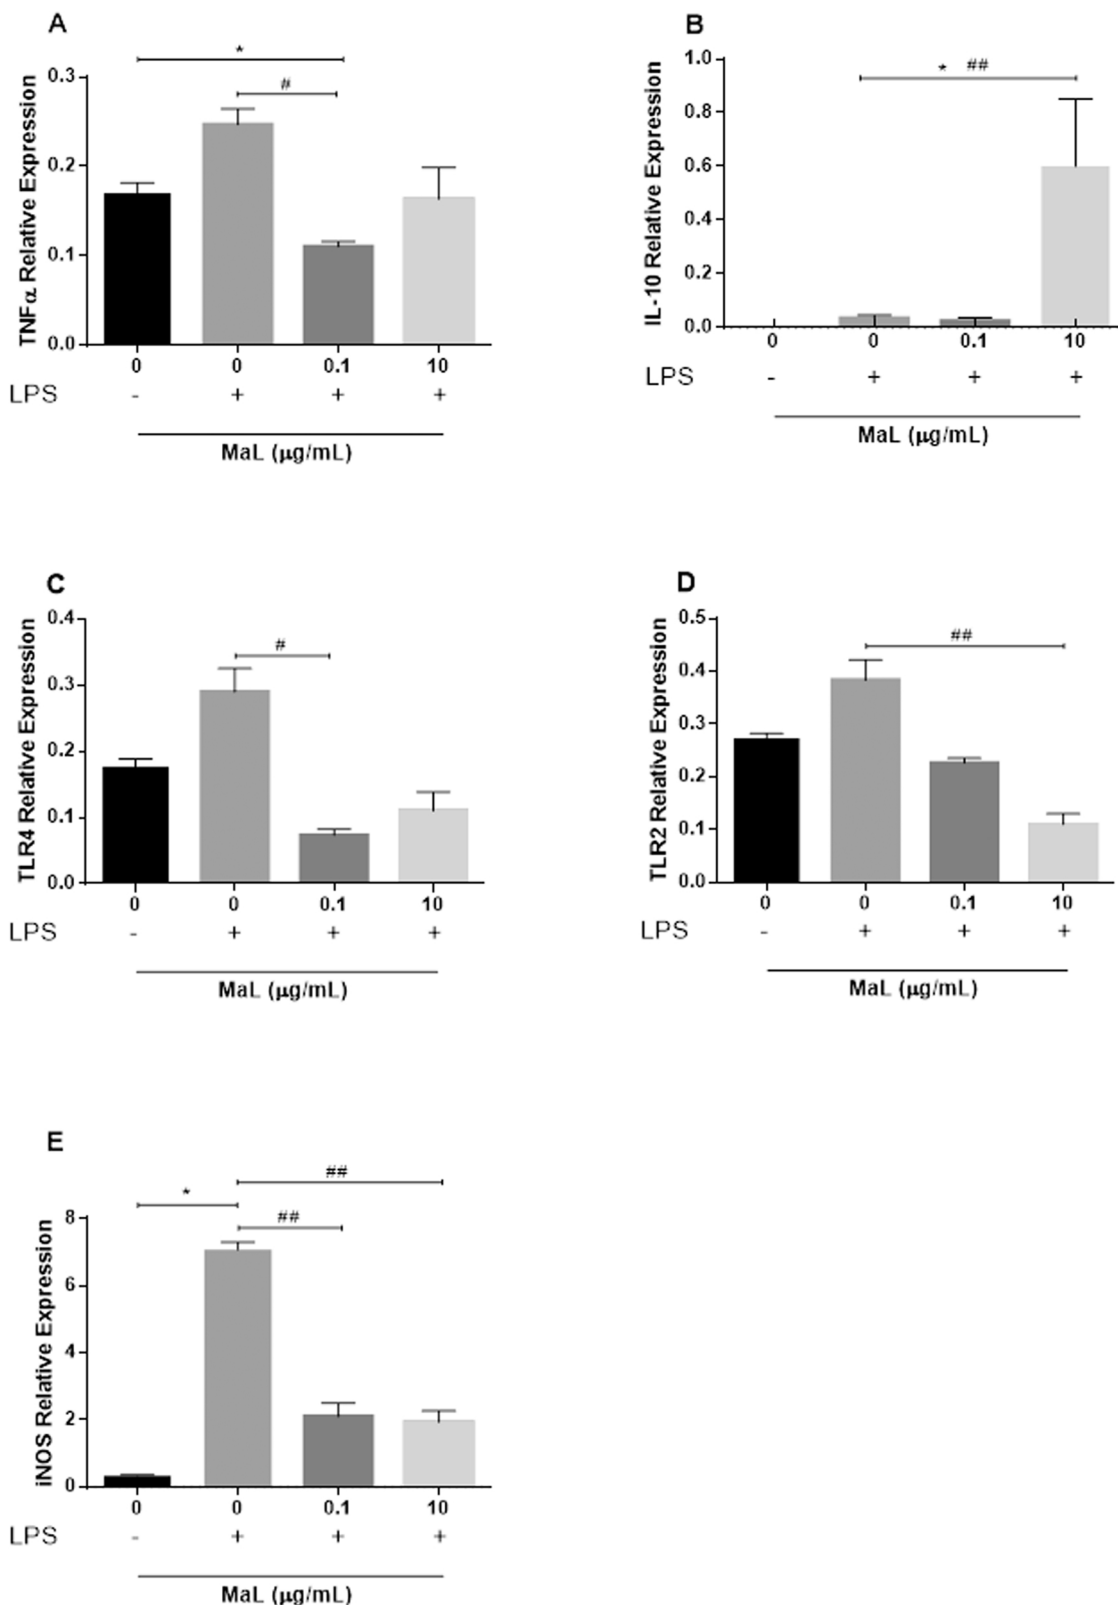 A
TNFα Relative Expression
*
#
0.3
0.2
0.1
0.0
0 0 0.1 10
LPS - + + +
MaL (µg/mL)
B
IL-10 Relative Expression
* ##
1.0
0.8
0.6
0.4
0.2
0.0
0 0 0.1 10
LPS - + + +
MaL (µg/mL)
C
TLR4 Relative Expression
#
0.4
0.3
0.2
0.1
0.0
0 0 0.1 10
LPS - + + +
MaL (µg/mL)
D
TLR2 Relative Expression
##
0.5
0.4
0.3
0.2
0.1
0.0
0 0 0.1 10
LPS - + + +
MaL (µg/mL)
E
iNOS Relative Expression
##
*
##
8
6
4
2
0
0 0 0.1 10
LPS - + + +
MaL (µg/mL)